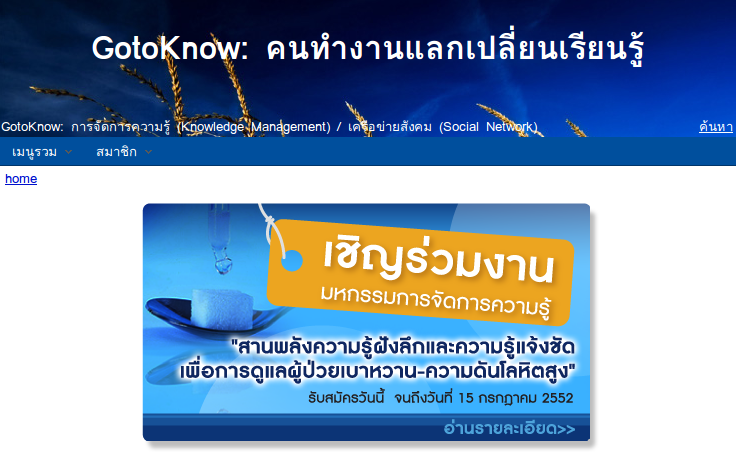 GotoKnow: คนทำงานแลกเปลี่ยนเรียนรู้
GotoKnow: การจัดการความรู้ (Knowledge Management) / เครือข่ายสังคม (Social Network)
ค้นหา
เมนูรวม
สมาชิก
home
เชิญร่วมงาน
มหกรรมการจัดการความรู้
"สานพลังความรู้ฝังลึกและความรู้แจ้งชัด
เพื่อการดูแลผู้ป่วยเบาหวาน-ความดันโลหิตสูง"
รับสมัครวันนี้ จนถึงวันที่ 15 กรกฎาคม 2552
อ่านรายละเอียด>>